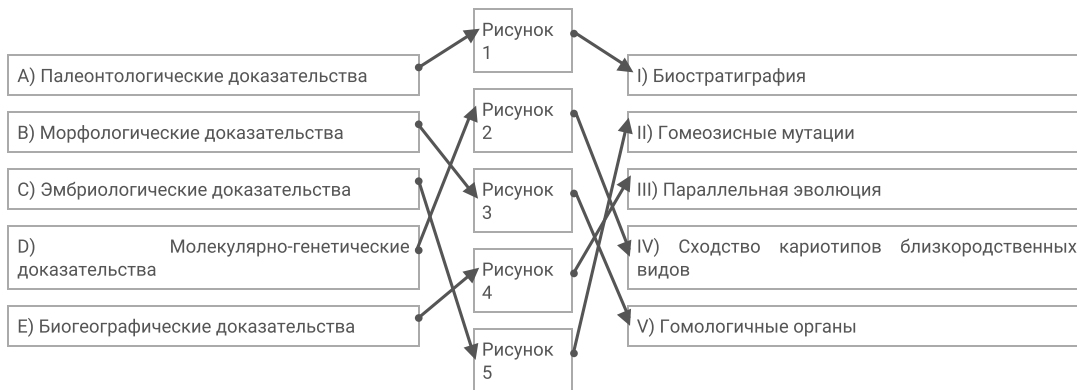 A) Палеонтологические доказательства
B) Морфологические доказательства
C) Эмбриологические доказательства
D) Молекулярно-генетические
доказательства
E) Биогеографические доказательства
Рисунок
1
Рисунок
2
Рисунок
3
Рисунок
4
Рисунок
5
I) Биостратиграфия
II) Гомеозисные мутации
III) Параллельная эволюция
IV) Сходство кариотипов близкородственных
видов
V) Гомологичные органы